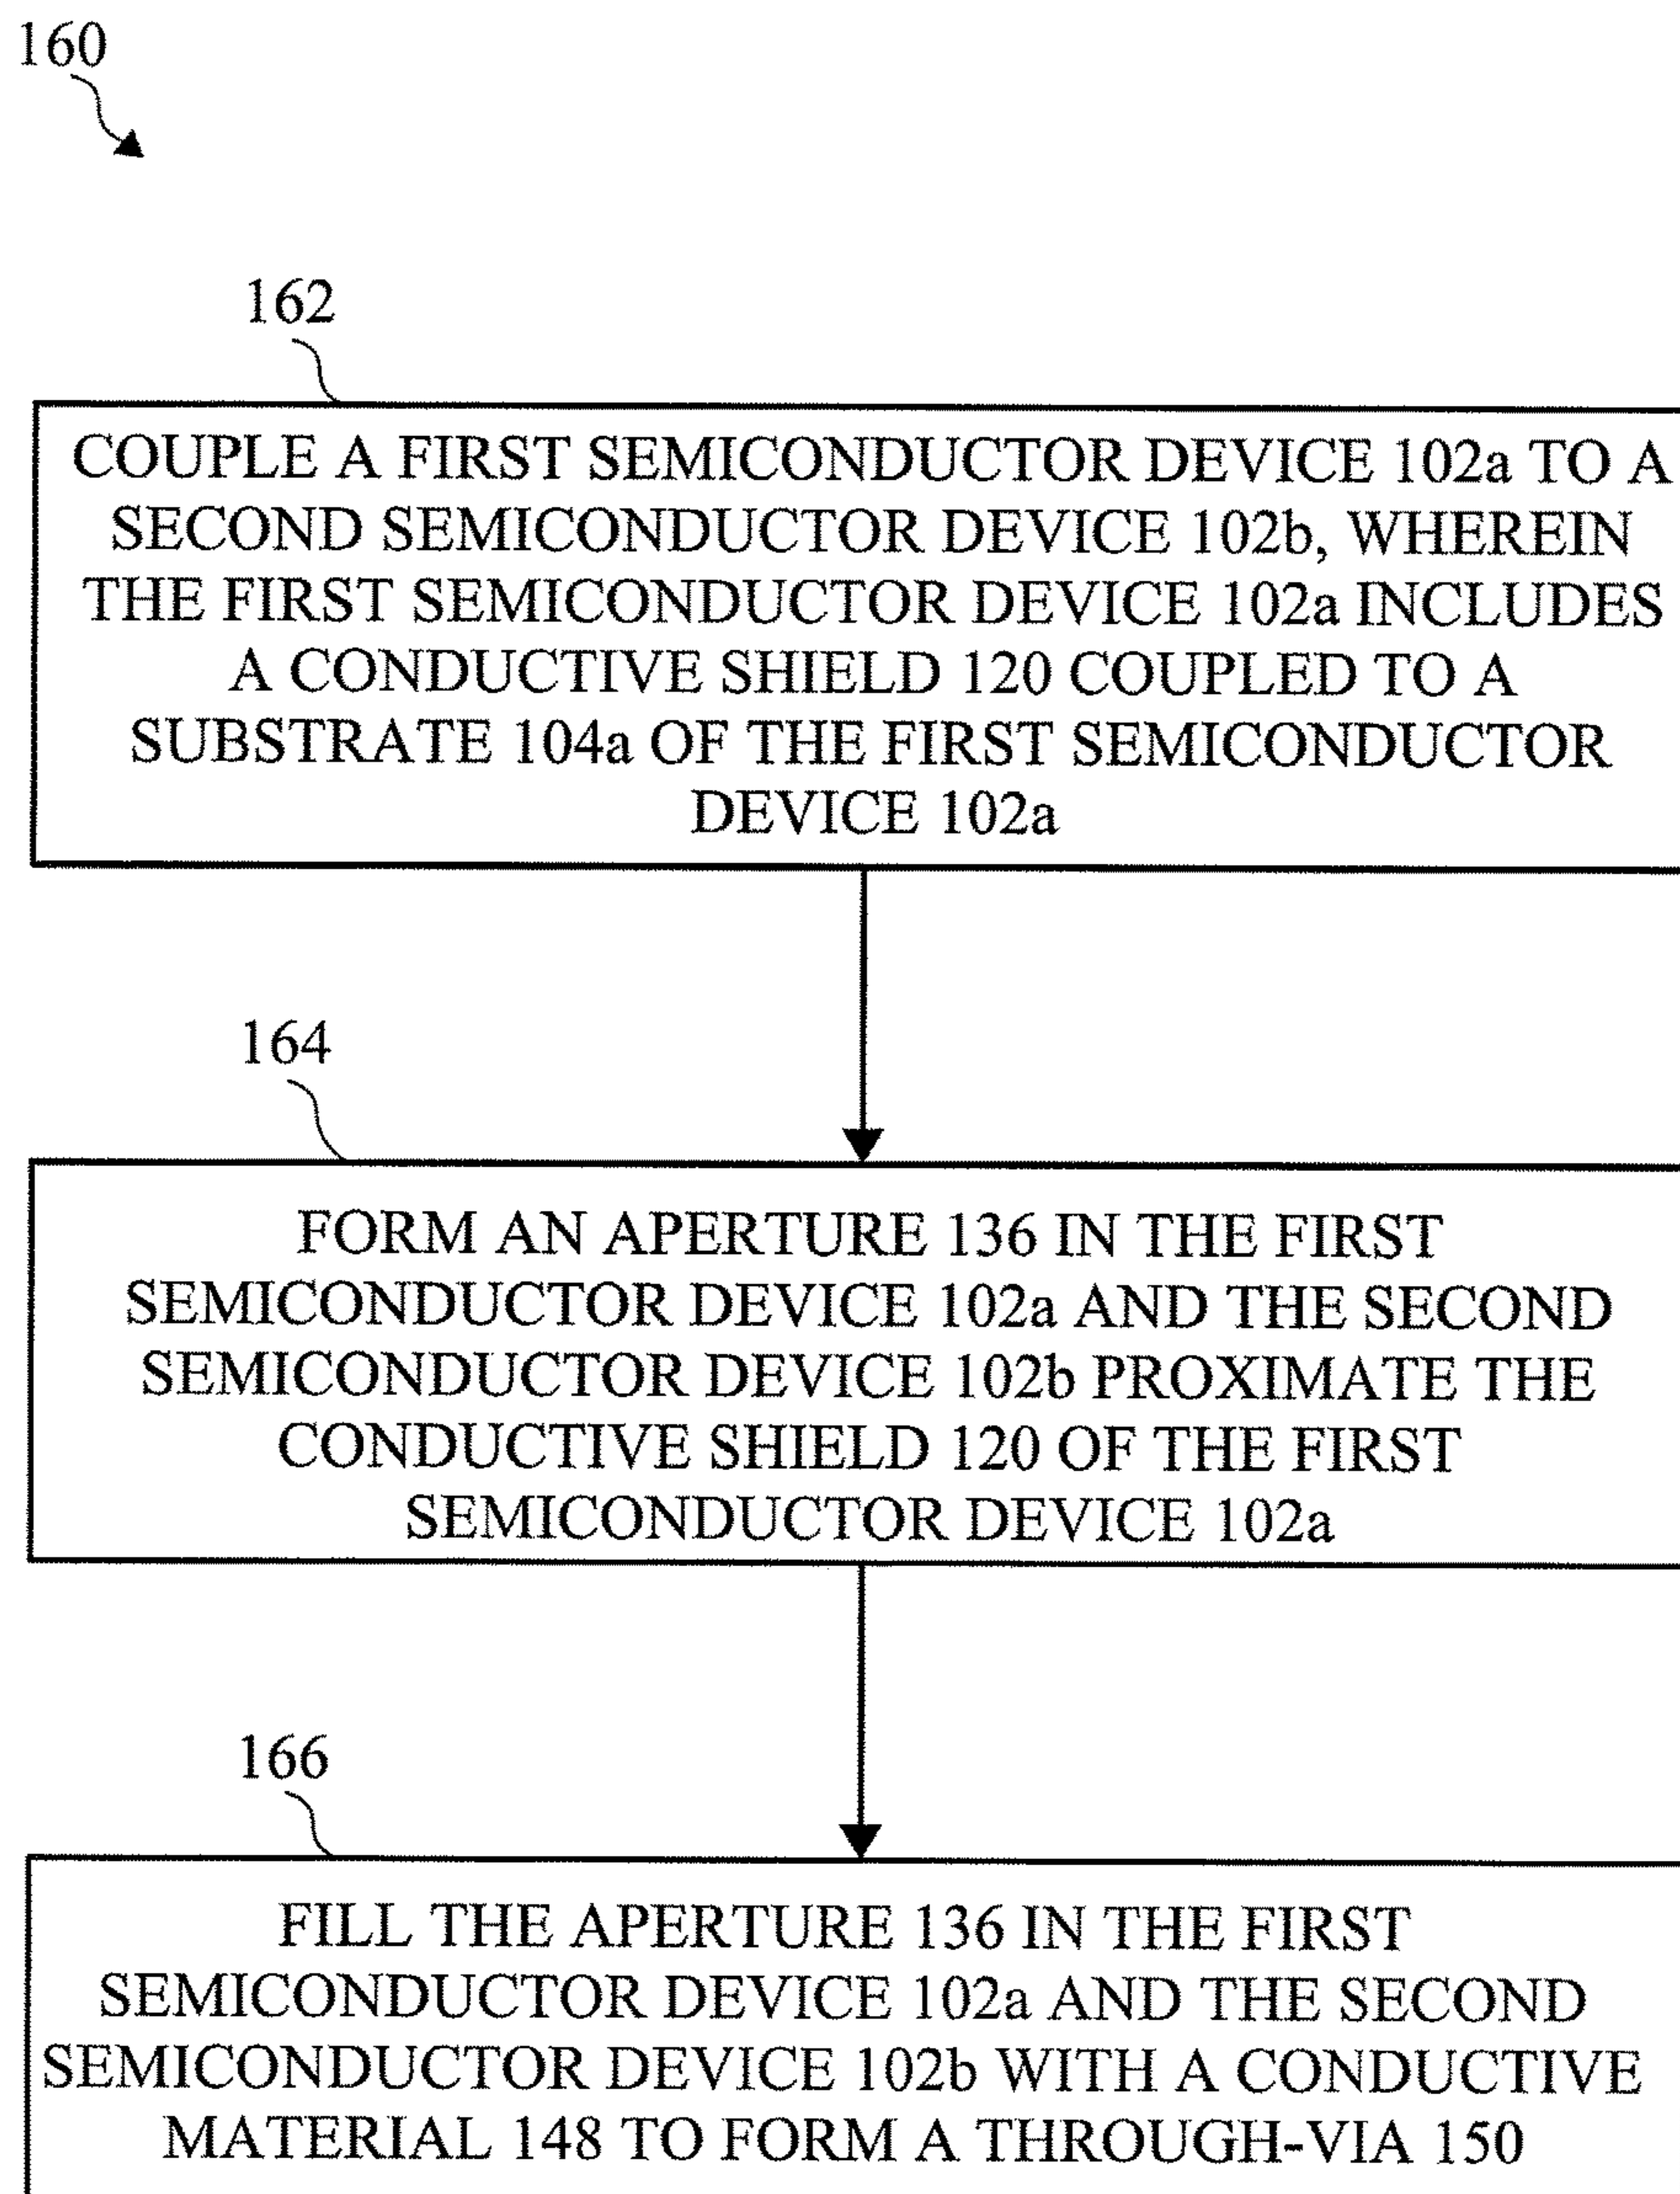 160
162
COUPLE A FIRST SEMICONDUCTOR DEVICE 102a TO A
SECOND SEMICONDUCTOR DEVICE 102b, WHEREIN
THE FIRST SEMICONDUCTOR DEVICE 102a INCLUDES
A CONDUCTIVE SHIELD 120 COUPLED TO A
SUBSTRATE 104a OF THE FIRST SEMICONDUCTOR
DEVICE 102a
164
FORM AN APERTURE 136 IN THE FIRST
SEMICONDUCTOR DEVICE 102a AND THE SECOND
SEMICONDUCTOR DEVICE 102b PROXIMATE THE
CONDUCTIVE SHIELD 120 OF THE FIRST
SEMICONDUCTOR DEVICE 102a
166
FILL THE APERTURE 136 IN THE FIRST
SEMICONDUCTOR DEVICE 102a AND THE SECOND
SEMICONDUCTOR DEVICE 102b WITH A CONDUCTIVE
MATERIAL 148 TO FORM A THROUGH-VIA 150